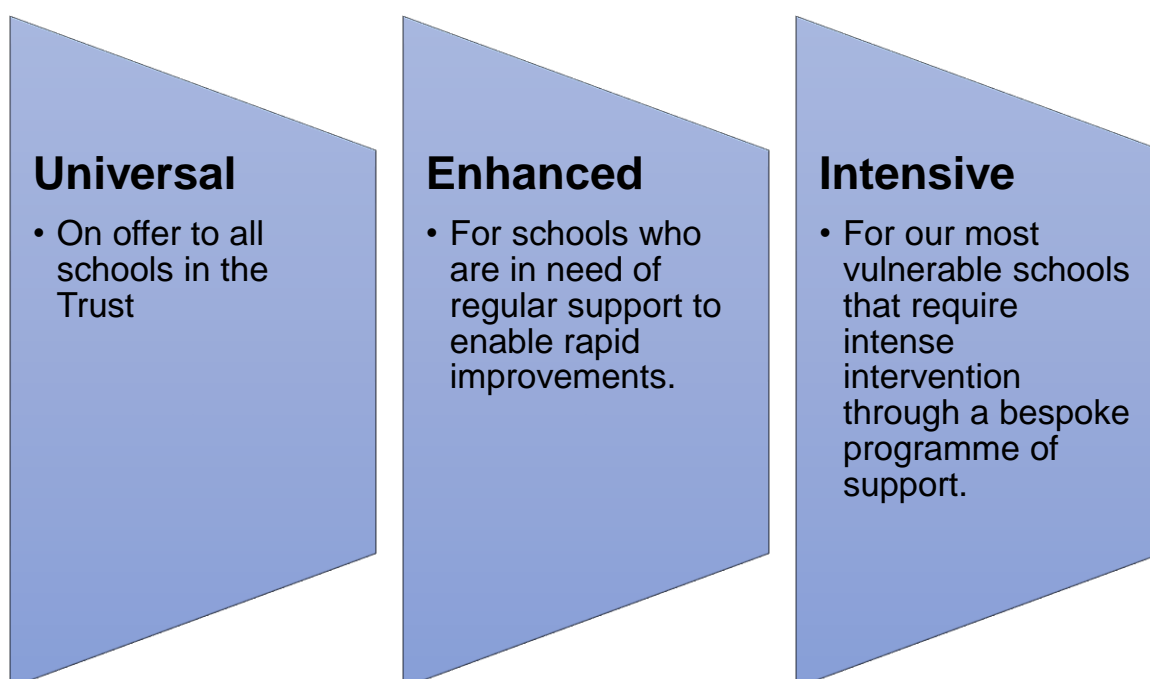 Universal
• On offer to all
schools in the
Trust
Enhanced
• For schools who
are in need of
regular support to
enable rapid
improvements.
Intensive
• For our most
vulnerable schools
that require
intense
intervention
through a bespoke
programme of
support.